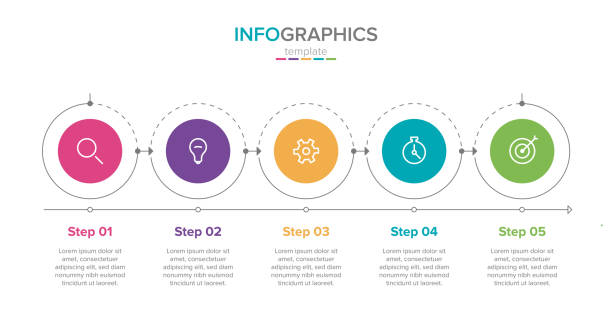 INFOGRAPHICS
template
Step 01
Lorem ipsum dolor sit
amet, consectetuer
adipiscing elit, sed diam
nonummy nibh euismod
tincidunt ut laoreet.
Step 02
Lorem ipsum dolor sit
amet, consectetuer
adipiscing elit, sed diam
nonummy nibh euismod
tincidunt ut laoreet.
Step 03
Lorem ipsum dolor sit
amet, consectetuer
adipiscing elit, sed diam
nonummy nibh euismod
tincidunt ut laoreet.
Step 04
Lorem ipsum dolor sit
amet, consectetuer
adipiscing elit, sed diam
nonummy nibh euismod
tincidunt ut laoreet.
Step 05
Lorem ipsum dolor sit
amet, consectetuer
adipiscing elit, sed diam
nonummy nibh euismod
tincidunt ut laoreet.